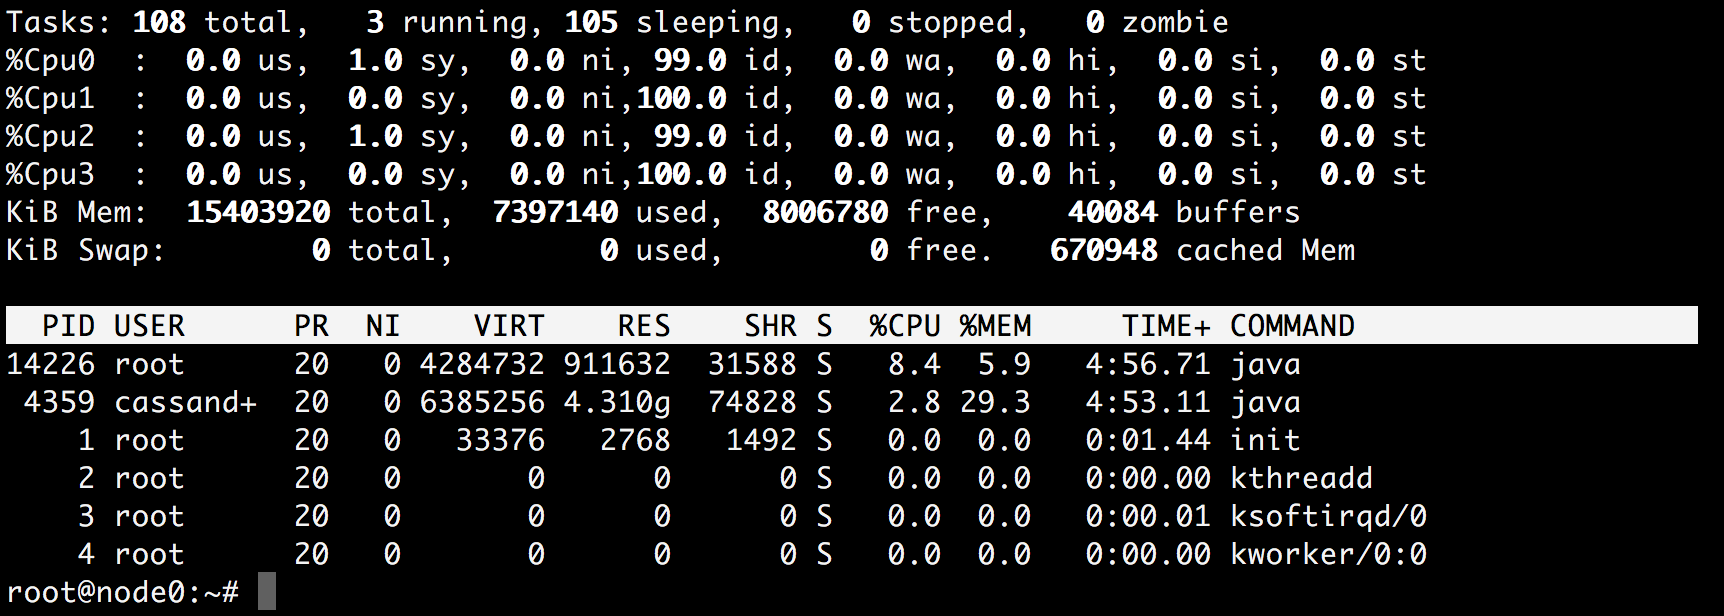 Tasks: 108 total,   3 running, 105 sleeping,   0 stopped,   0 zombie
%Cpu0  :  0.0 us,  1.0 sy,  0.0 ni, 99.0 id,  0.0 wa,  0.0 hi,  0.0 si,  0.0 st
%Cpu1  :  0.0 us,  0.0 sy,  0.0 ni,100.0 id,  0.0 wa,  0.0 hi,  0.0 si,  0.0 st
%Cpu2  :  0.0 us,  1.0 sy,  0.0 ni, 99.0 id,  0.0 wa,  0.0 hi,  0.0 si,  0.0 st
%Cpu3  :  0.0 us,  0.0 sy,  0.0 ni,100.0 id,  0.0 wa,  0.0 hi,  0.0 si,  0.0 st
KiB Mem:  15403920 total,  7397140 used,  8006780 free,    40084 buffers
KiB Swap:        0 total,        0 used,        0 free.   670948 cached Mem
  PID USER      PR  NI    VIRT    RES    SHR S  %CPU %MEM     TIME+ COMMAND
14226 root      20   0 4284732 911632  31588 S   8.4  5.9   4:56.71 java
 4359 cassand+  20   0 6385256 4.310g  74828 S   2.8 29.3   4:53.11 java
    1 root      20   0   33376   2768   1492 S   0.0  0.0   0:01.44 init
    2 root      20   0       0      0      0 S   0.0  0.0   0:00.00 kthreadd
    3 root      20   0       0      0      0 S   0.0  0.0   0:00.01 ksoftirqd/0
    4 root      20   0       0      0      0 S   0.0  0.0   0:00.00 kworker/0:0
root@node0:~#